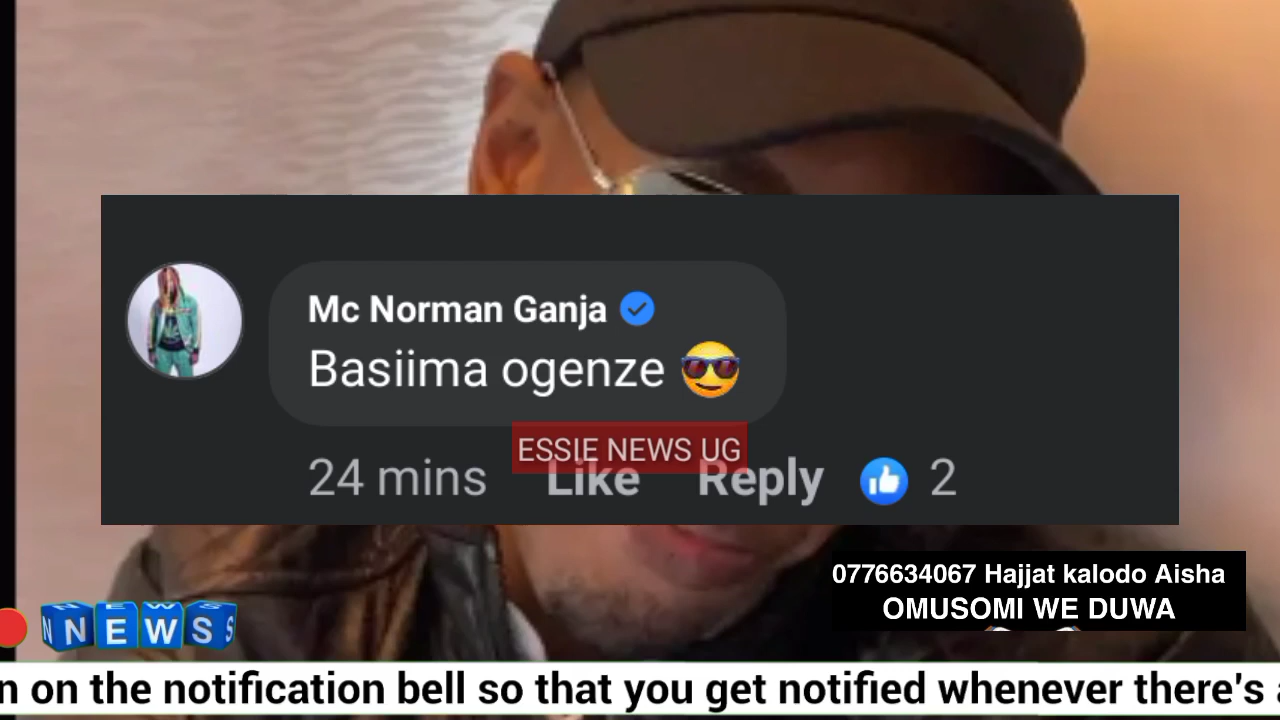 Mc Norman Ganja
Basiima ogenze 😎
ESSIE NEWS UG
24 mins Like Reply 2
0776634067 Hajjat kalodo Aisha
OMUSOMI WE DUWA
NEWS
n on the notification bell so that you get notified whenever there's a